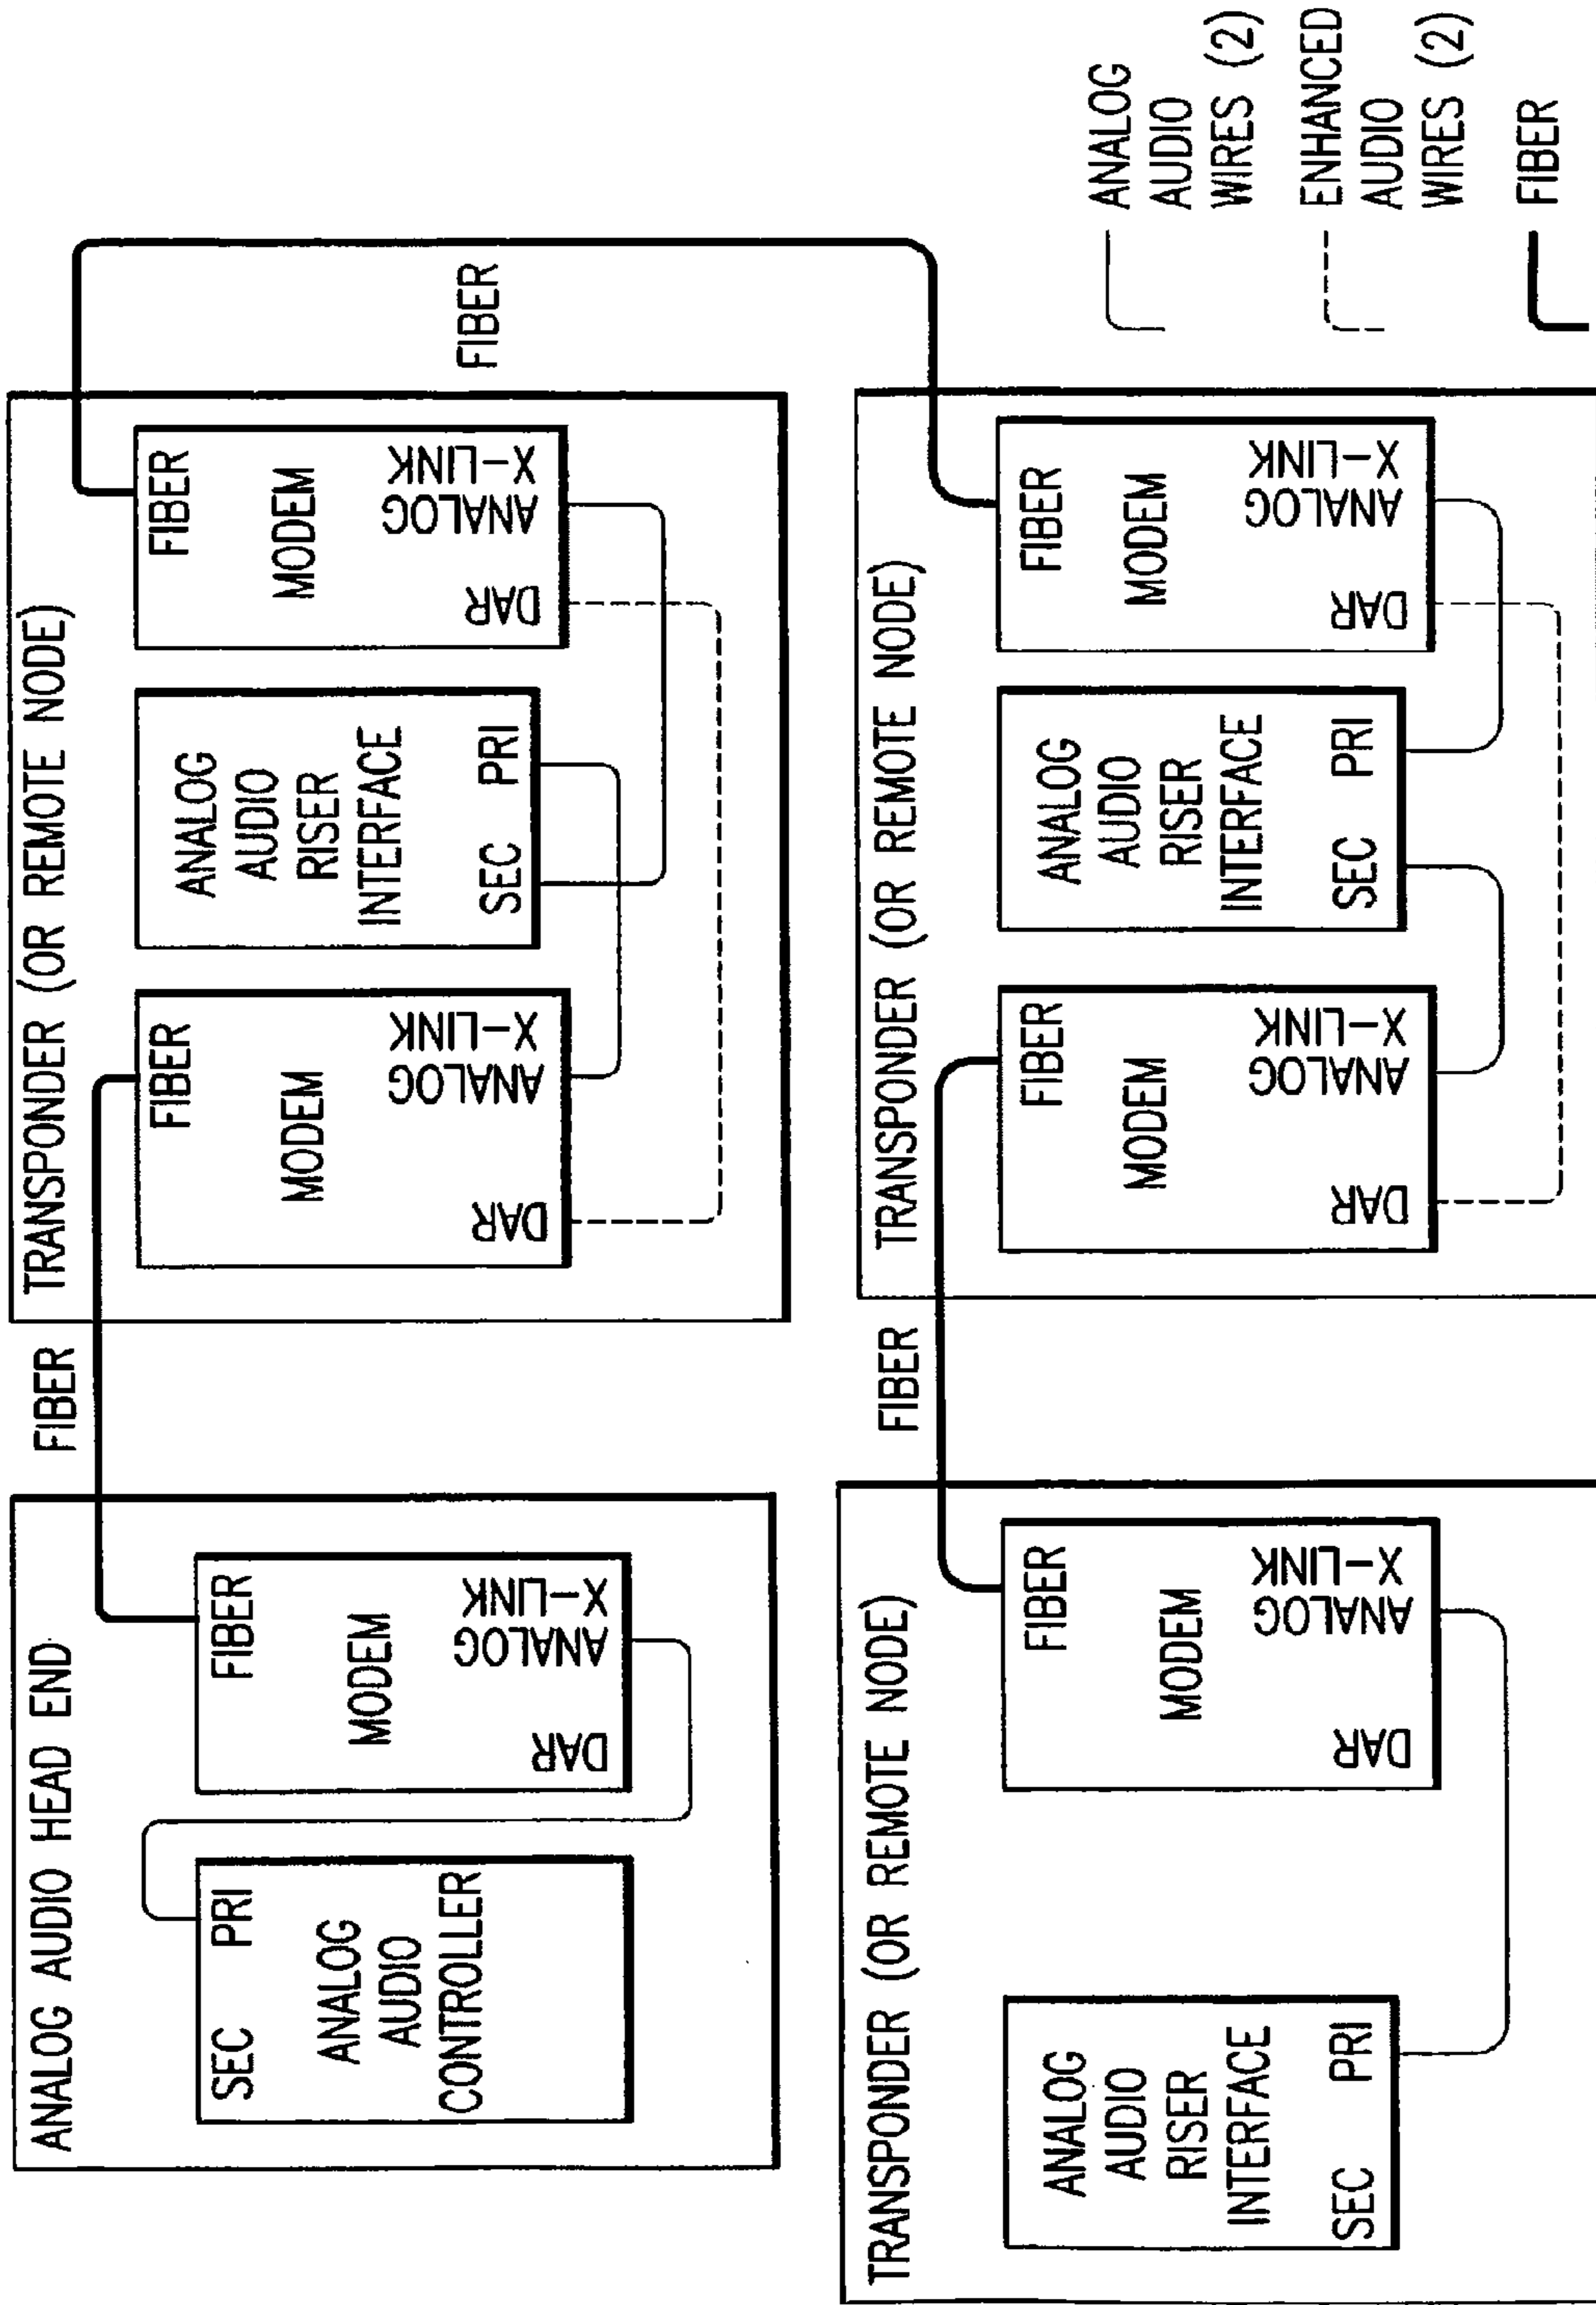 ANALOG AUDIO HEAD END
SEC PRI
ANALOG
AUDIO
CONTROLLER
FIBER
MODEM
DAR
ANALOG
X-LINK
FIBER
TRANSPONDER (OR REMOTE NODE)
FIBER
MODEM
DAR
ANALOG
X-LINK
ANALOG
AUDIO
RISER
INTERFACE
SEC PRI
FIBER
MODEM
DAR
ANALOG
X-LINK
FIBER
TRANSPONDER (OR REMOTE NODE)
ANALOG
AUDIO
RISER
INTERFACE
SEC PRI
FIBER
MODEM
DAR
ANALOG
X-LINK
FIBER
TRANSPONDER (OR REMOTE NODE)
FIBER
MODEM
DAR
ANALOG
X-LINK
ANALOG
AUDIO
RISER
INTERFACE
SEC PRI
FIBER
MODEM
DAR
ANALOG
X-LINK
ANALOG
AUDIO
WIRES (2)
ENHANCED
AUDIO
WIRES (2)
FIBER